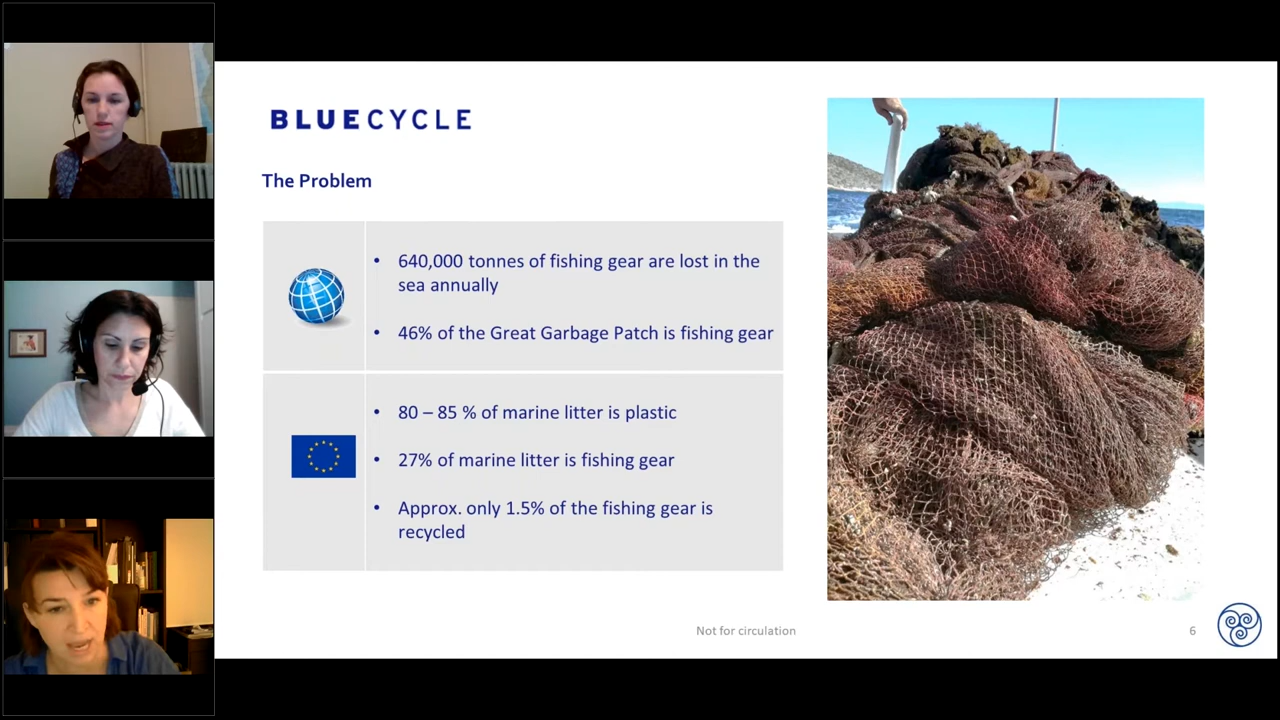 BLUECYCLE
The Problem
• 640,000 tonnes of fishing gear are lost in the
sea annually
• 46% of the Great Garbage Patch is fishing gear
• 80 – 85 % of marine litter is plastic
• 27% of marine litter is fishing gear
• Approx. only 1.5% of the fishing gear is
recycled
Not for circulation
6